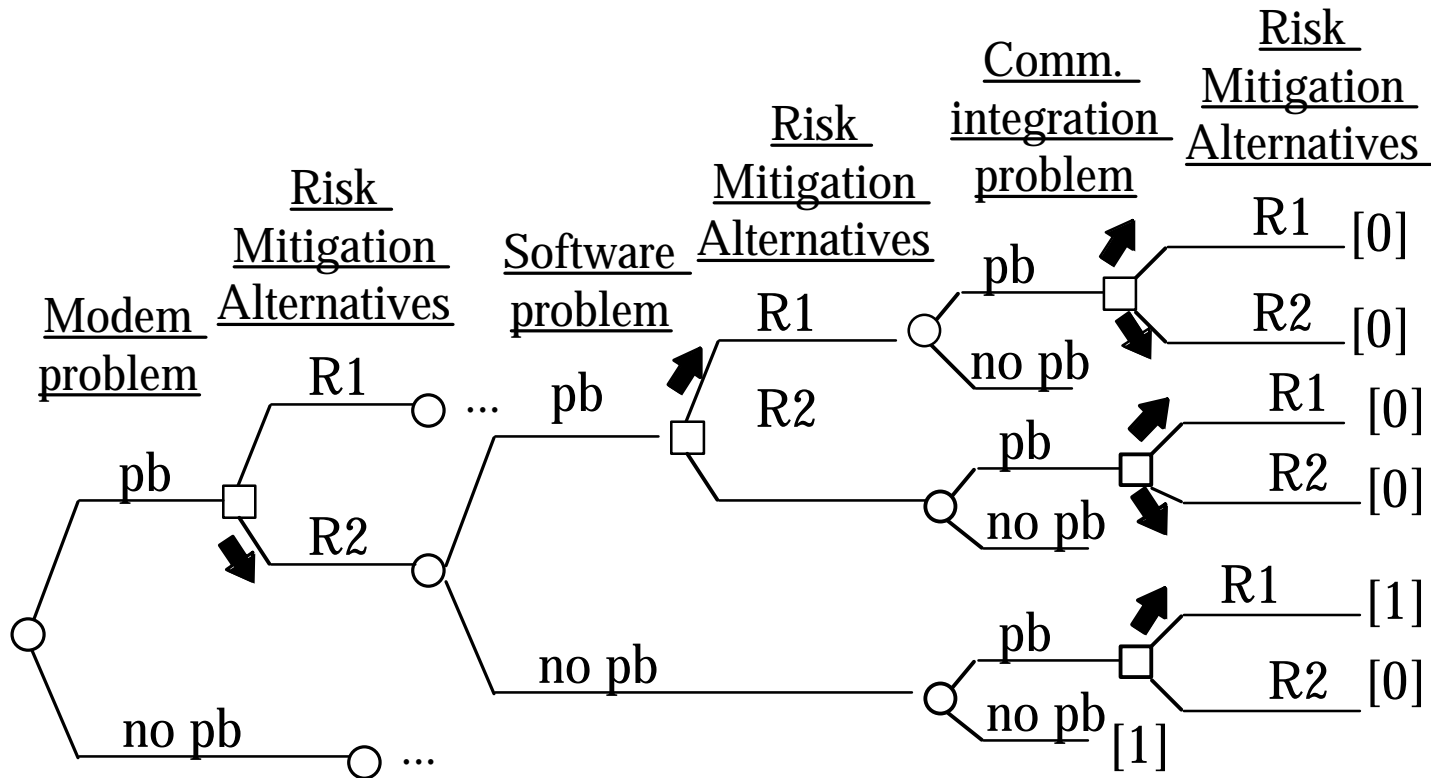 Modem
problem
Risk
Mitigation
Alternatives
Software
problem
Risk
Mitigation
Alternatives
Comm.
integration
problem
Risk
Mitigation
Alternatives
pb
no pb
...
R1
...
R2
pb
no pb
R1
R2
pb
no pb
R1 [0]
R2 [0]
pb
no pb
R1 [0]
R2 [0]
pb
no pb [1]
R1 [1]
R2 [0]